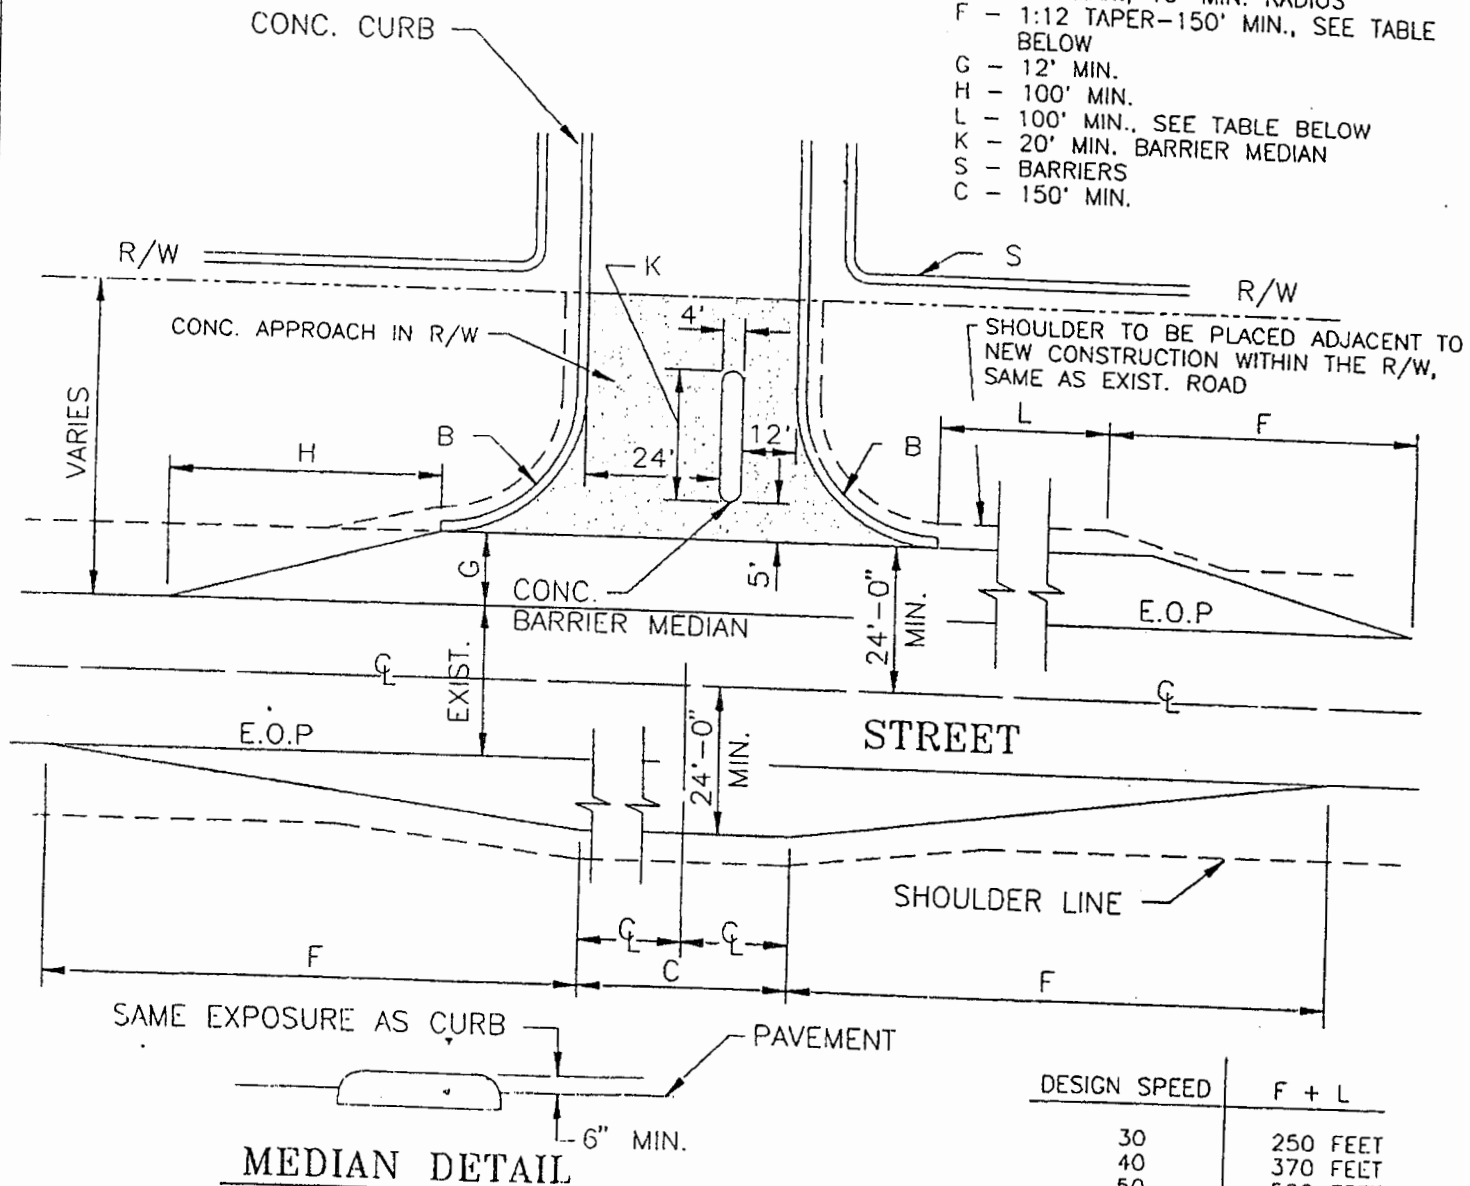 MIN. RADIUS
F – 1:12 TAPER–150' MIN., SEE TABLE
BELOW
G – 12' MIN.
H – 100' MIN.
L – 100' MIN., SEE TABLE BELOW
K – 20' MIN. BARRIER MEDIAN
S – BARRIERS
C – 150' MIN.
CONC. CURB
R/W
K
S
R/W
4'
CONC. APPROACH IN R/W
SHOULDER TO BE PLACED ADJACENT TO
NEW CONSTRUCTION WITHIN THE R/W,
SAME AS EXIST. ROAD
VARIES
H
B
24'
12'
B
L
F
G
CONC.
BARRIER MEDIAN
5'
24'–0"
MIN.
E.O.P
EXIST.
℄
℄
E.O.P
24'–0"
MIN.
STREET
SHOULDER LINE
℄
℄
F
C
F
SAME EXPOSURE AS CURB
PAVEMENT
6" MIN.
MEDIAN DETAIL
DESIGN SPEED F + L
30 250 FEET
40 370 FEET
50